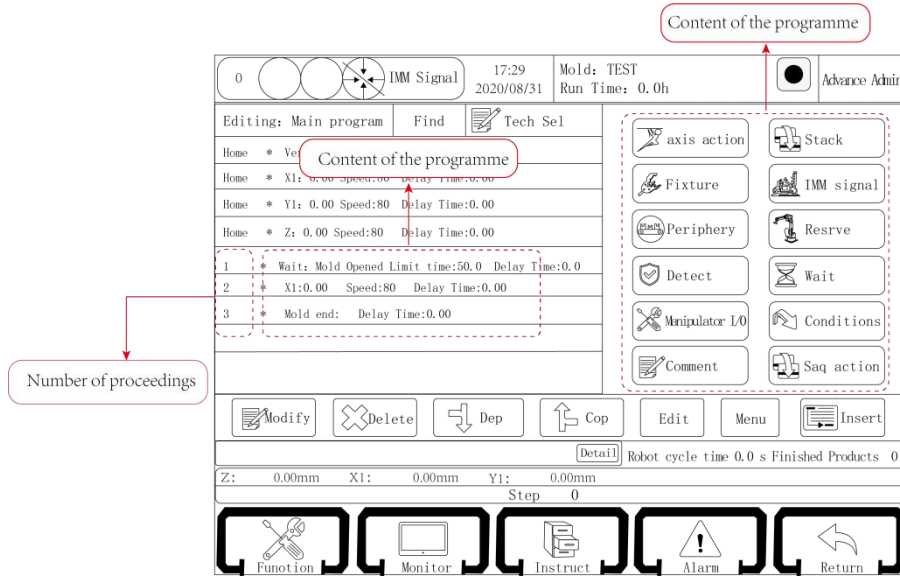 Content of the programme
0 IMM Signal 17:29 2020/08/31 Mold: TEST Run Time: 0.0h Advance Admin
Editing: Main program Find Tech Sel
Home *
Content of the programme
Home * X1: 0.00 Speed:80 Delay Time:0.00
Home * Y1: 0.00 Speed:80 Delay Time:0.00
Home * Z: 0.00 Speed:80 Delay Time:0.00
1 * Wait: Mold Opened Limit time:50.0 Delay Time:0.0
2 * X1:0.00 Speed:80 Delay Time:0.00
3 * Mold end: Delay Time:0.00
Number of proceedings
axis action Stack
Fixture IMM signal
Periphery Resrve
Detect Wait
Manipulator I/O Conditions
Comment Saq action
Modify Delete Dep Cop Edit Menu Insert
Detail Robot cycle time 0.0 s Finished Products 0
Z: 0.00mm X1: 0.00mm Y1: 0.00mm
Step 0
Funotion Monitor Instruct Alarm Return